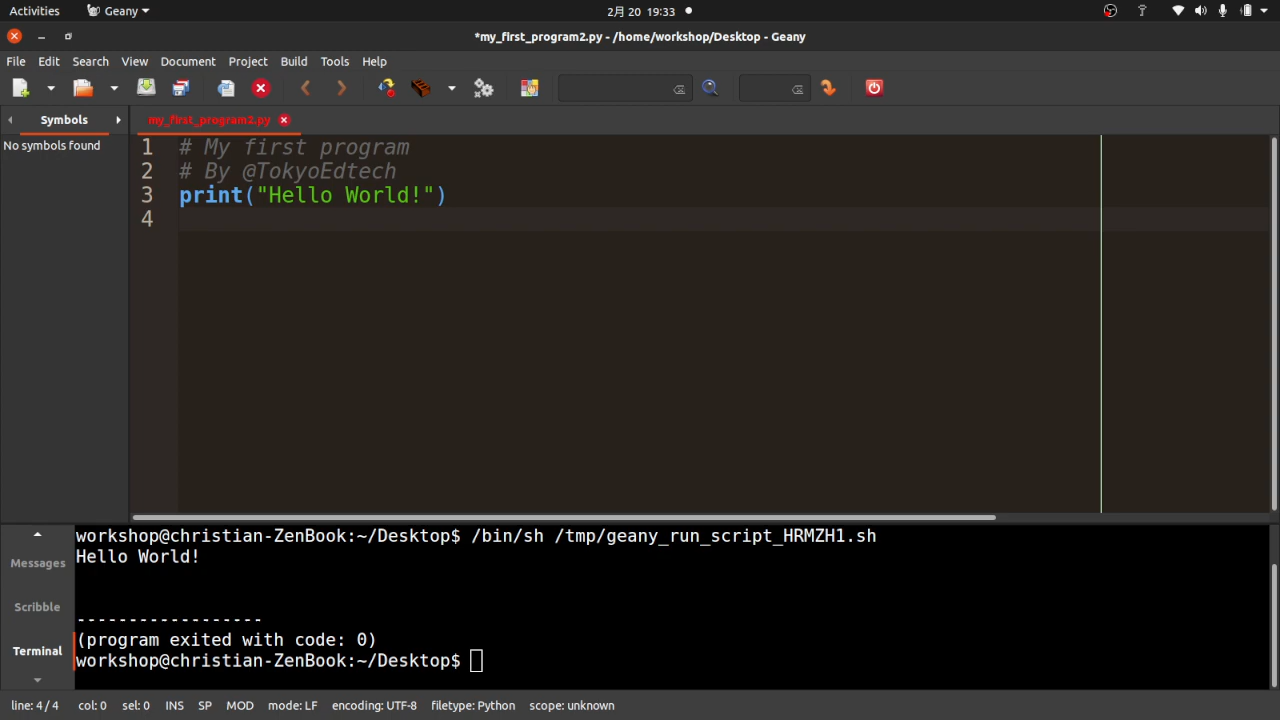 Activities Geany 2月 20 19:33
*my_first_program2.py - /home/workshop/Desktop - Geany
File Edit Search View Document Project Build Tools Help
Symbols my_first_program2.py
No symbols found
1 # My first program
2 # By @TokyoEdtech
3 print("Hello World!")
4
workshop@christian-ZenBook:~/Desktop$ /bin/sh /tmp/geany_run_script_HRMZH1.sh
Hello World!
Messages
Scribble
------------------
(program exited with code: 0)
Terminal
workshop@christian-ZenBook:~/Desktop$
line: 4 / 4 col: 0 sel: 0 INS SP MOD mode: LF encoding: UTF-8 filetype: Python scope: unknown